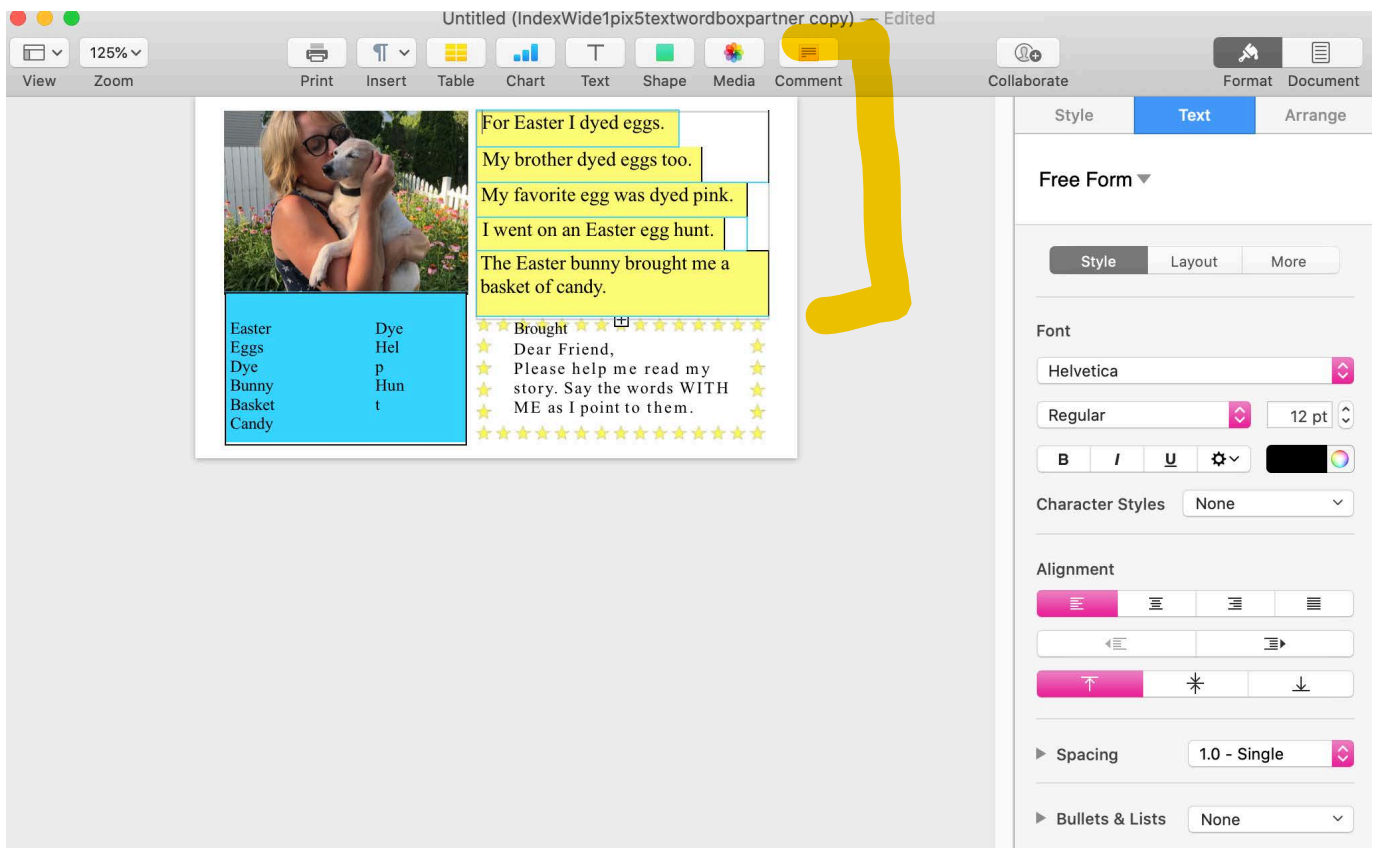 Untitled (IndexWide1pix5textwordboxpartner copy) — Edited
125%
View Zoom Print Insert Table Chart Text Shape Media Comment Collaborate Format Document
For Easter I dyed eggs.
My brother dyed eggs too.
My favorite egg was dyed pink.
I went on an Easter egg hunt.
The Easter bunny brought me a
basket of candy.
Easter Dye
Eggs Hel
Dye p
Bunny Hun
Basket t
Candy
Brought
Dear Friend,
Please help me read my
story. Say the words WITH
ME as I point to them.
Style Text Arrange
Free Form
Style Layout More
Font
Helvetica
Regular 12 pt
B I U
Character Styles None
Alignment
Spacing 1.0 - Single
Bullets & Lists None